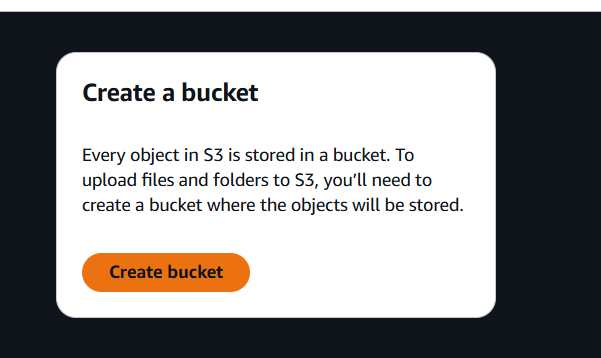 Create a bucket
Every object in S3 is stored in a bucket. To
upload files and folders to S3, you’ll need to
create a bucket where the objects will be stored.
Create bucket